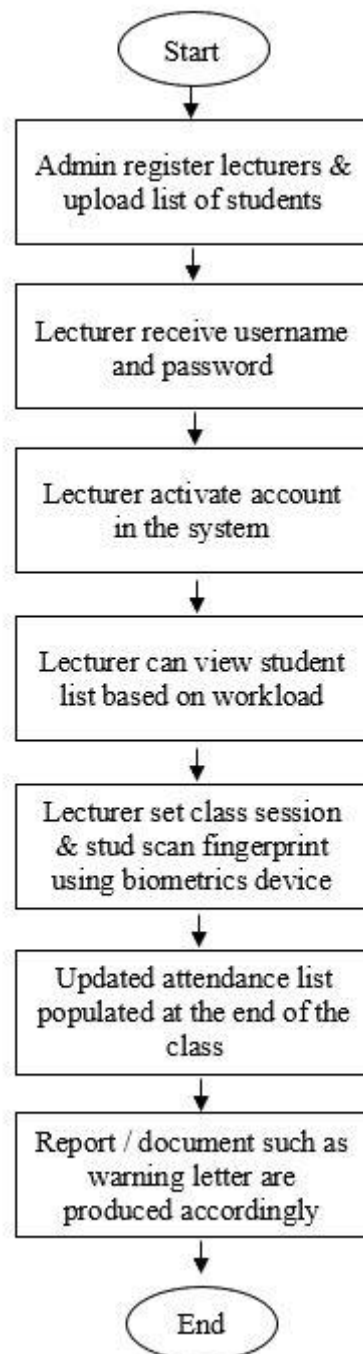 Start
Admin register lecturers &
upload list of students
Lecturer receive username
and password
Lecturer activate account
in the system
Lecturer can view student
list based on workload
Lecturer set class session
& stud scan fingerprint
using biometrics device
Updated attendance list
populated at the end of the
class
Report / document such as
warning letter are
produced accordingly
End